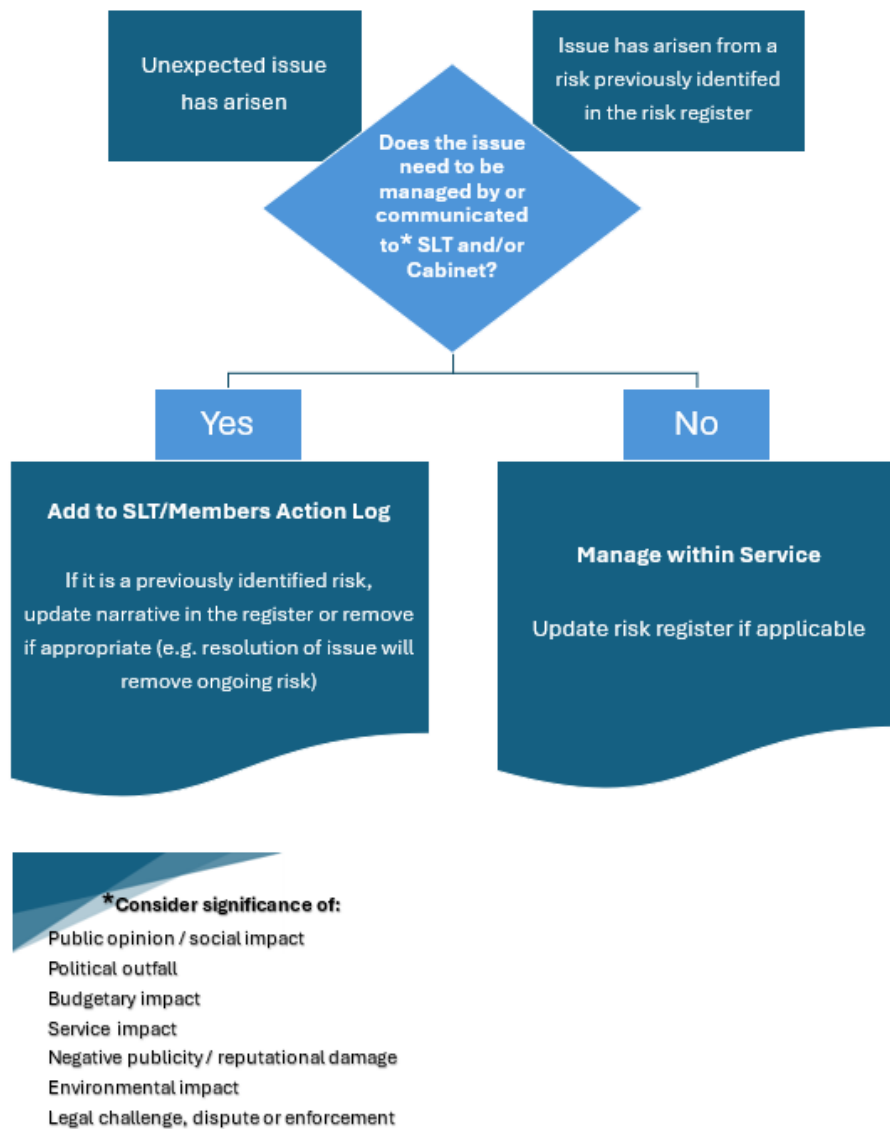 Unexpected issue
has arisen
Issue has arisen from a
risk previously identifed
in the risk register
Does the issue
need to be
managed by or
communicated
to* SLT and/or
Cabinet?
Yes
No
Add to SLT/Members Action Log
If it is a previously identified risk,
update narrative in the register or remove
if appropriate (e.g. resolution of issue will
remove ongoing risk)
Manage within Service
Update risk register if applicable
*Consider significance of:
Public opinion / social impact
Political outfall
Budgetary impact
Service impact
Negative publicity / reputational damage
Environmental impact
Legal challenge, dispute or enforcement